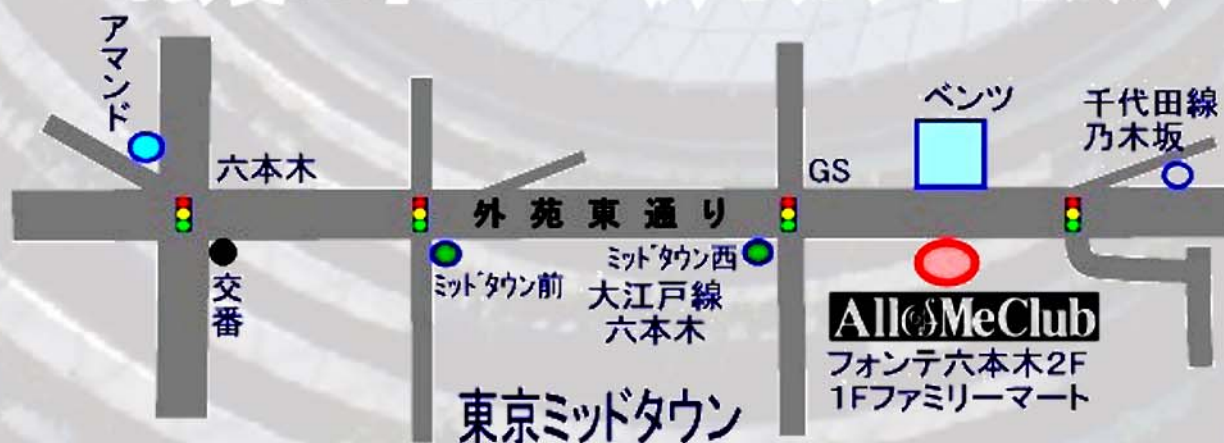 アマンド
六本木
交番
外苑東通り
ミッドタウン前
ミッドタウン西
大江戸線
六本木
東京ミッドタウン
GS
ベンツ
千代田線
乃木坂
All of Me Club
フォンテ六本木2F
1Fファミリーマート